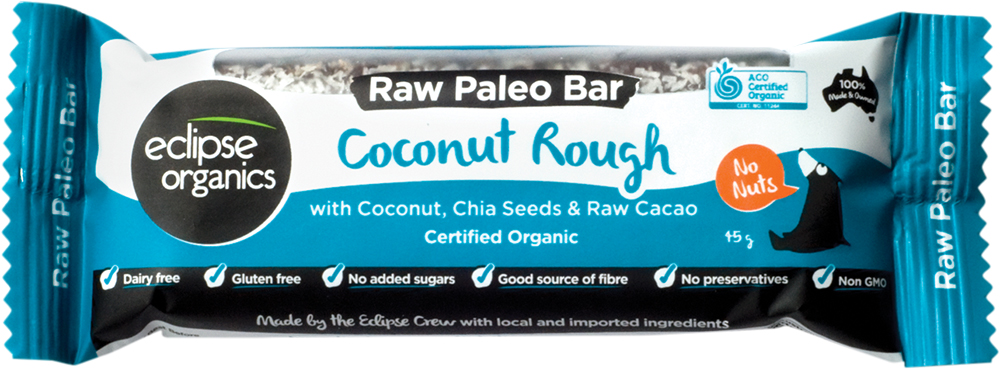 Raw Paleo Bar
Raw Paleo Bar
ACO
Certified
Organic
100%
Made & Owned
eclipse
organics
Coconut Rough
No
Nuts
with Coconut, Chia Seeds & Raw Cacao
Certified Organic
45g
Dairy free
Gluten free
No added sugars
Good source of fibre
No preservatives
Non GMO
Made by the Eclipse Crew with local and imported ingredients
Raw Paleo Bar